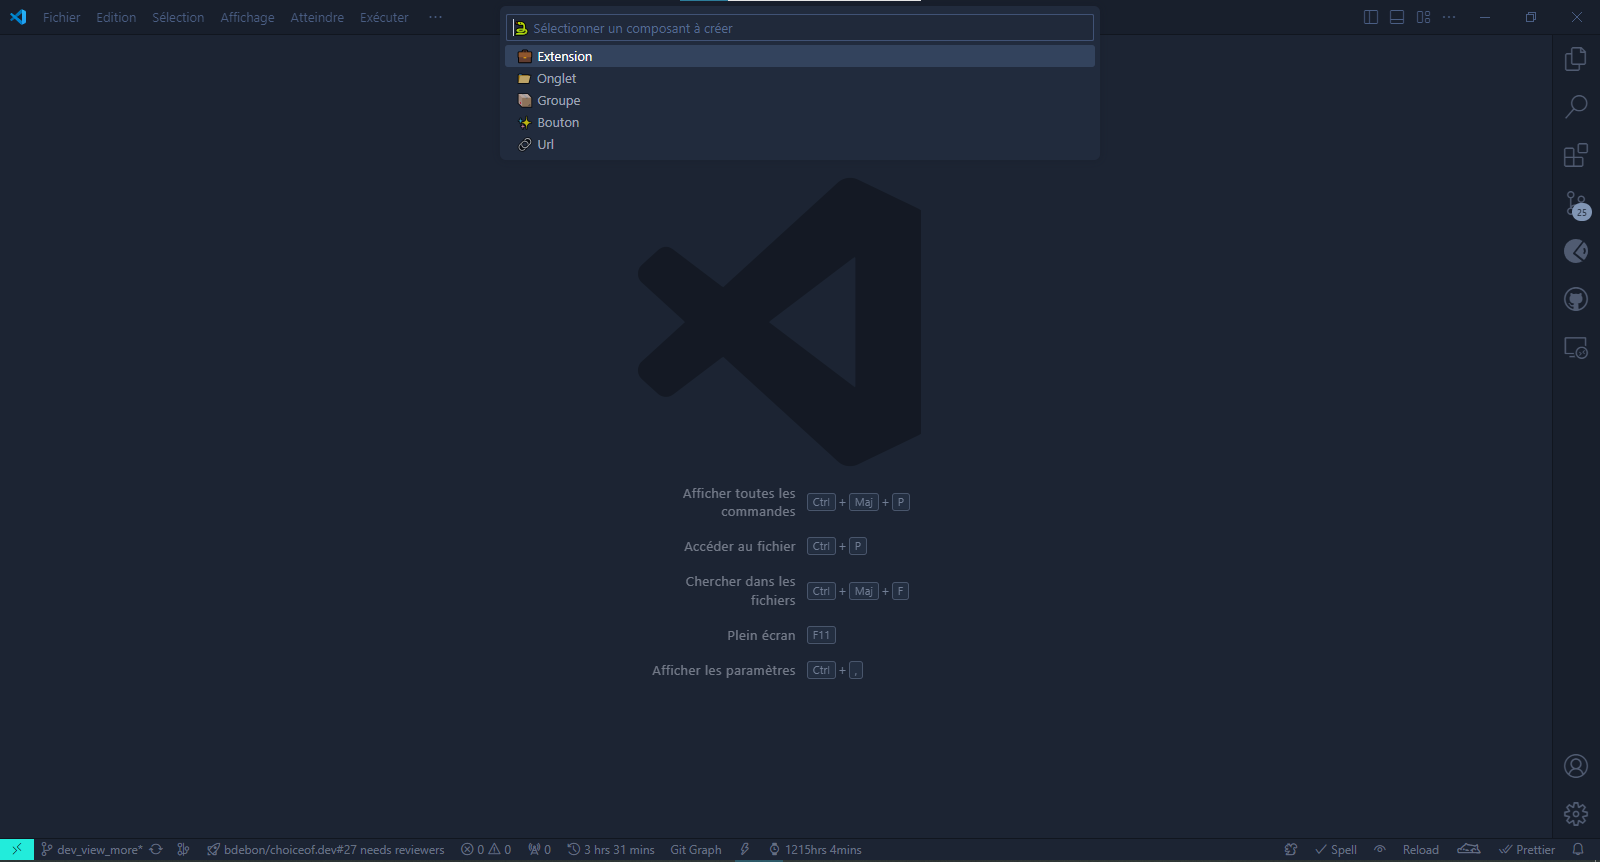 Fichier Edition Sélection Affichage Atteindre Exécuter ···
Sélectionner un composant à créer
Extension
Onglet
Groupe
Bouton
Url
25
Afficher toutes les
commandes
Ctrl + Maj + P
Accéder au fichier Ctrl + P
Chercher dans les
fichiers
Ctrl + Maj + F
Plein écran F11
Afficher les paramètres Ctrl + ,
dev_view_more* bdebon/choiceof.dev#27 needs reviewers 0 0 0 3 hrs 31 mins Git Graph 1215hrs 4mins Spell Reload Prettier